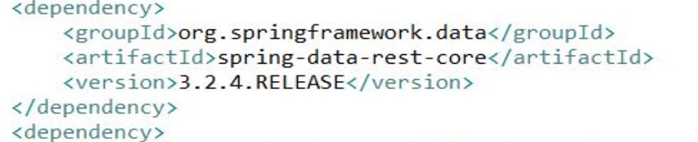 <dependency>
<groupId>org.springframework.data</groupId>
<artifactId>spring-data-rest-core</artifactId>
<version>3.2.4.RELEASE</version>
</dependency>
<dependency>